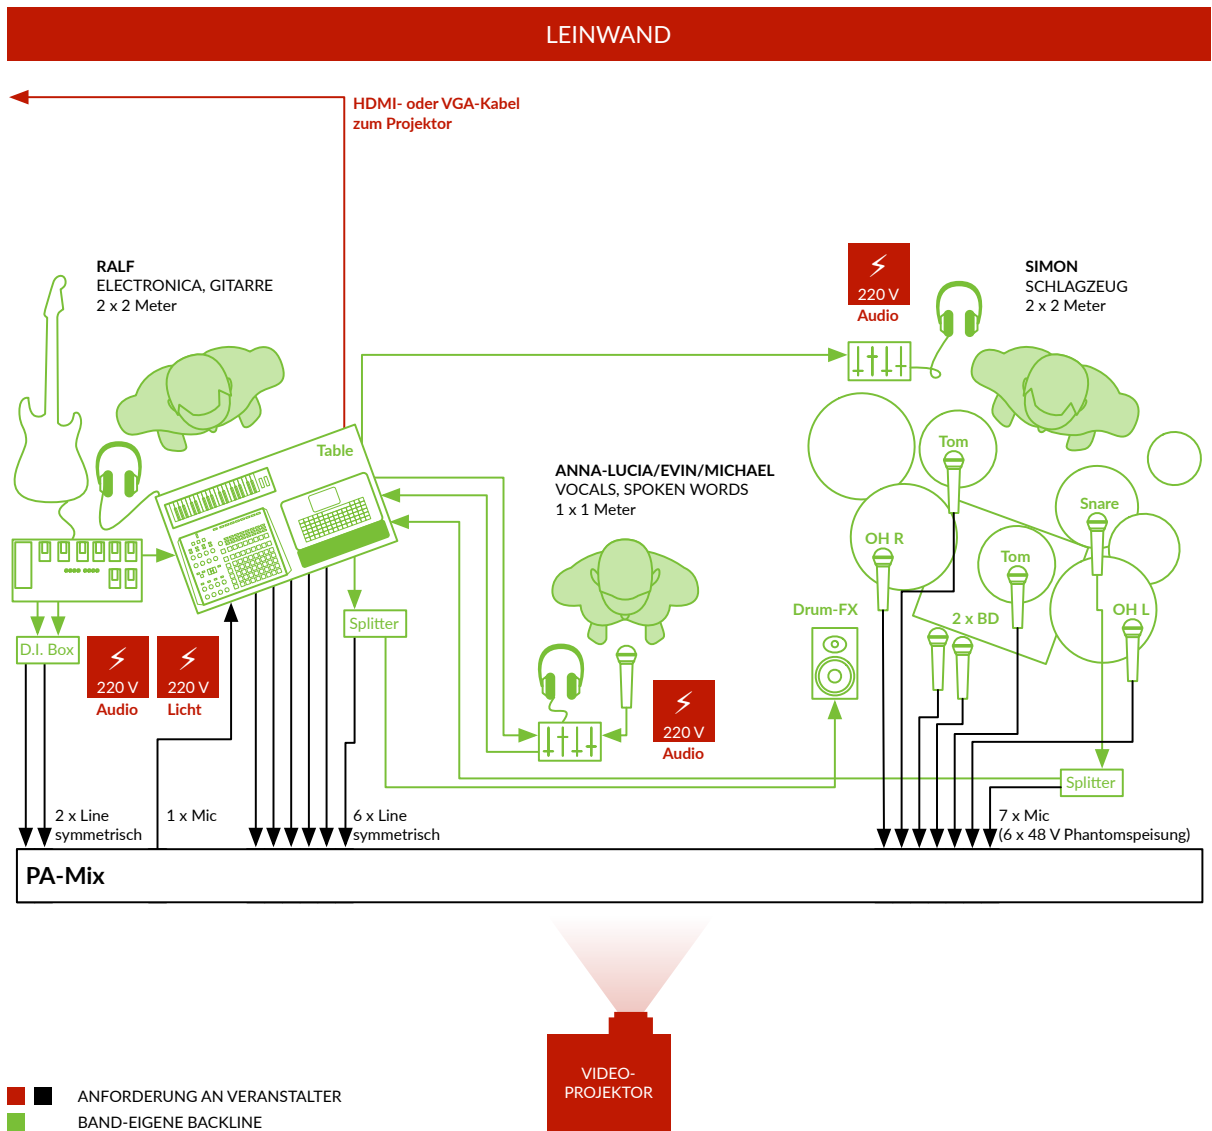 LEINWAND
HDMI- oder VGA-Kabel
zum Projektor
RALF
ELECTRONICA, GITARRE
2 x 2 Meter
220 V
Audio
SIMON
SCHLAGZEUG
2 x 2 Meter
Table
Tom
ANNA-LUCIA/EVIN/MICHAEL
VOCALS, SPOKEN WORDS
1 x 1 Meter
Snare
OH R
Tom
Drum-FX
2 x BD
OH L
Splitter
D.I. Box
220 V
Audio
220 V
Licht
220 V
Audio
Splitter
2 x Line
symmetrisch
1 x Mic
6 x Line
symmetrisch
7 x Mic
(6 x 48 V Phantomspeisung)
PA-Mix
VIDEO-
PROJEKTOR
ANFORDERUNG AN VERANSTALTER
BAND-EIGENE BACKLINE